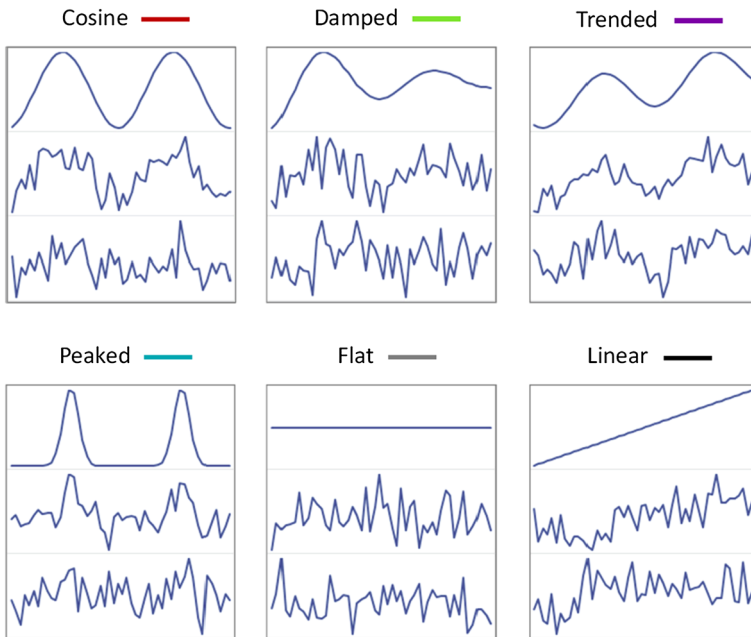 Cosine
Damped
Trended
Peaked
Flat
Linear